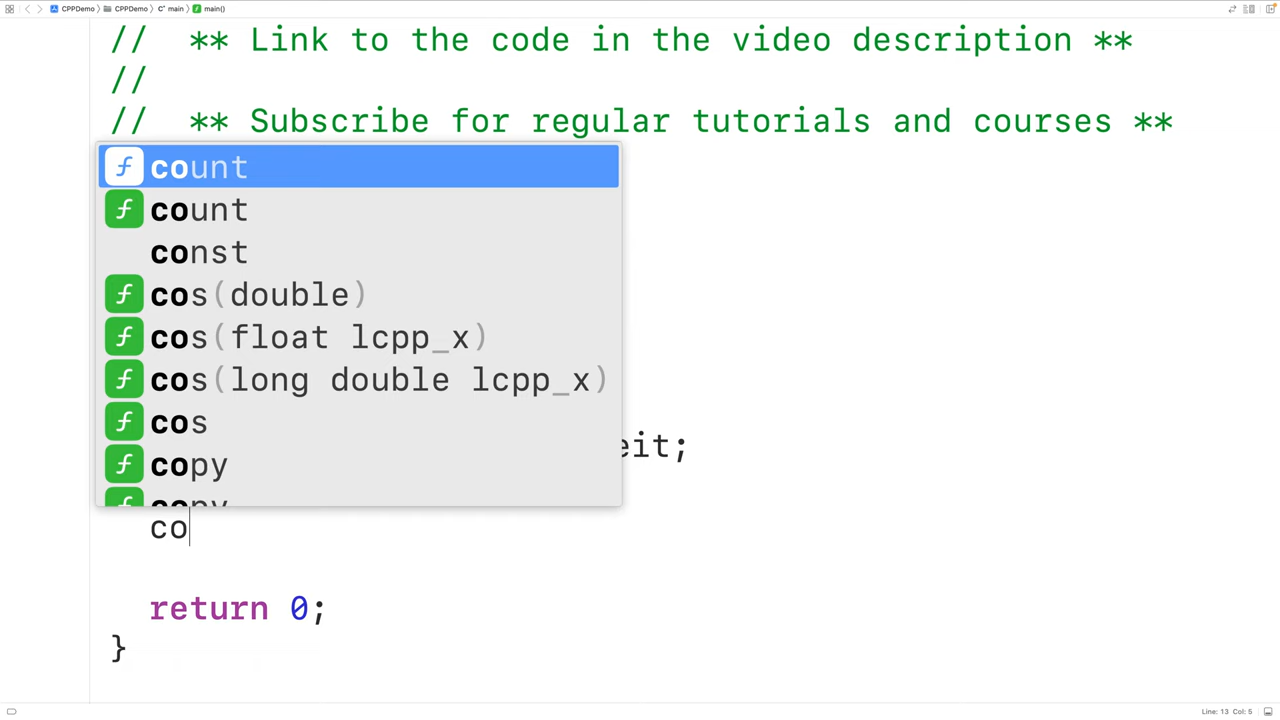 CPPDemo CPPDemo main main()
// ** Link to the code in the video description **
//
// ** Subscribe for regular tutorials and courses **
count
count
const
cos(double)
cos(float lcpp_x)
cos(long double lcpp_x)
cos
copy
copy
eit;
co
return 0;
}
Line: 13 Col: 5